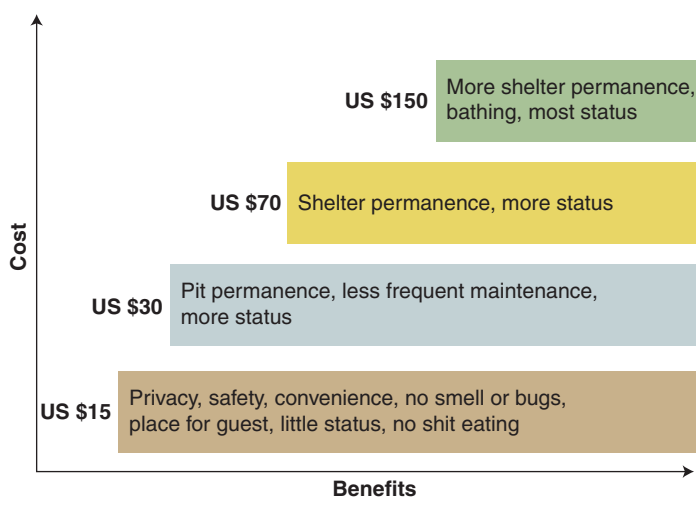 US $150
More shelter permanence,
bathing, most status
US $70
Shelter permanence, more status
US $30
Pit permanence, less frequent maintenance,
more status
US $15
Privacy, safety, convenience, no smell or bugs,
place for guest, little status, no shit eating
Cost
Benefits